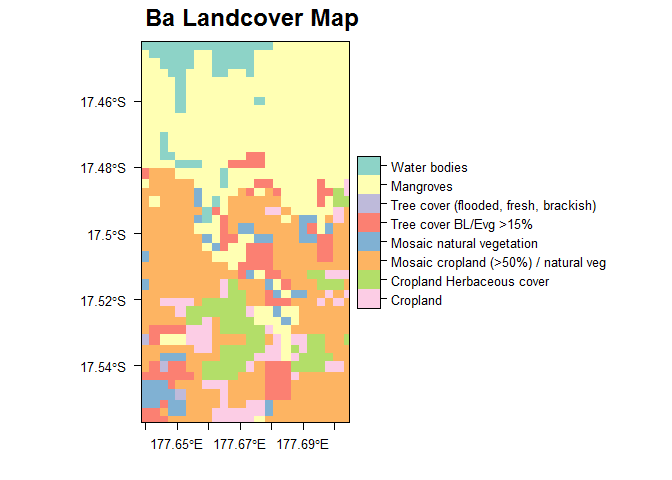 Ba Landcover Map
17.46°S
17.48°S
17.5°S
17.52°S
17.54°S
177.65°E
177.67°E
177.69°E
Water bodies
Mangroves
Tree cover (flooded, fresh, brackish)
Tree cover BL/Evg >15%
Mosaic natural vegetation
Mosaic cropland (>50%) / natural veg
Cropland Herbaceous cover
Cropland